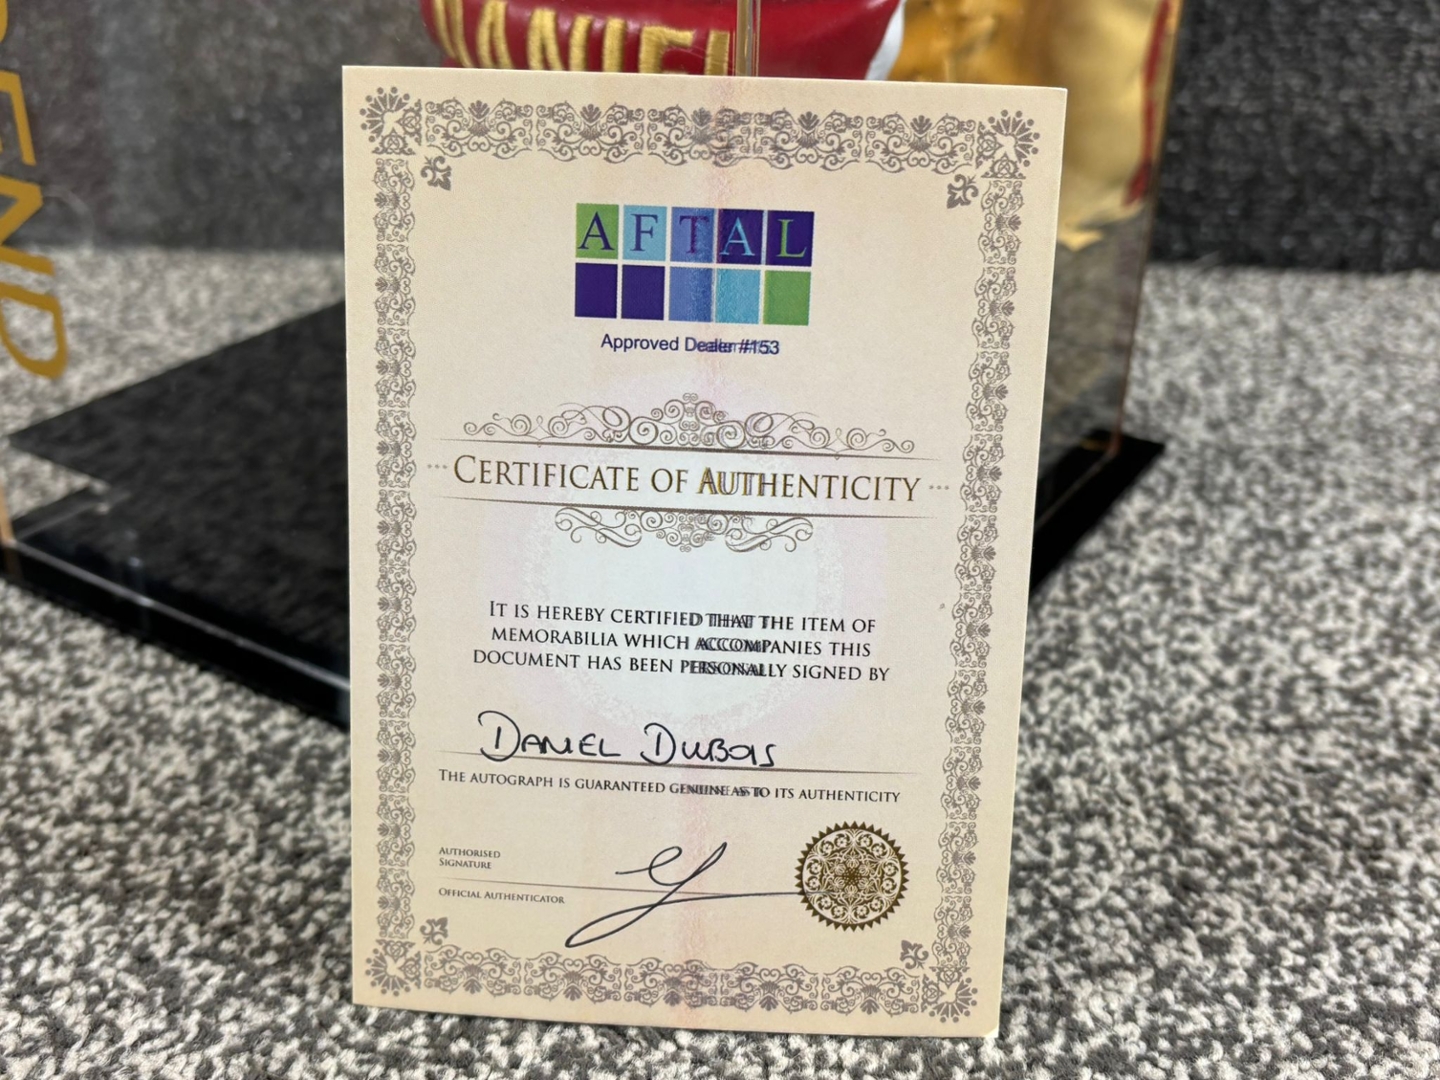 DANIEL
END
AFTAL
Approved Dealer #153
CERTIFICATE OF AUTHENTICITY
IT IS HEREBY CERTIFIED THAT THE ITEM OF
MEMORABILIA WHICH ACCOMPANIES THIS
DOCUMENT HAS BEEN PERSONALLY SIGNED BY
DANIEL DUBOIS
THE AUTOGRAPH IS GUARANTEED GENUINE AS TO ITS AUTHENTICITY
AUTHORISED
SIGNATURE
OFFICIAL AUTHENTICATOR